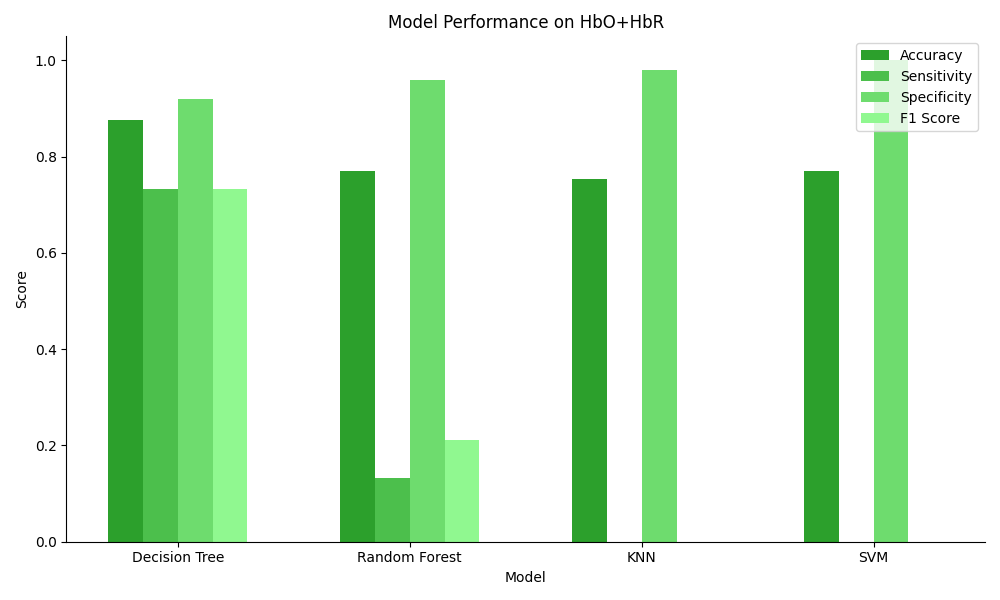 Model Performance on HbO+HbR
Accuracy
Sensitivity
Specificity
F1 Score
1.0
0.8
0.6
0.4
0.2
0.0
Score
Decision Tree
Random Forest
KNN
SVM
Model